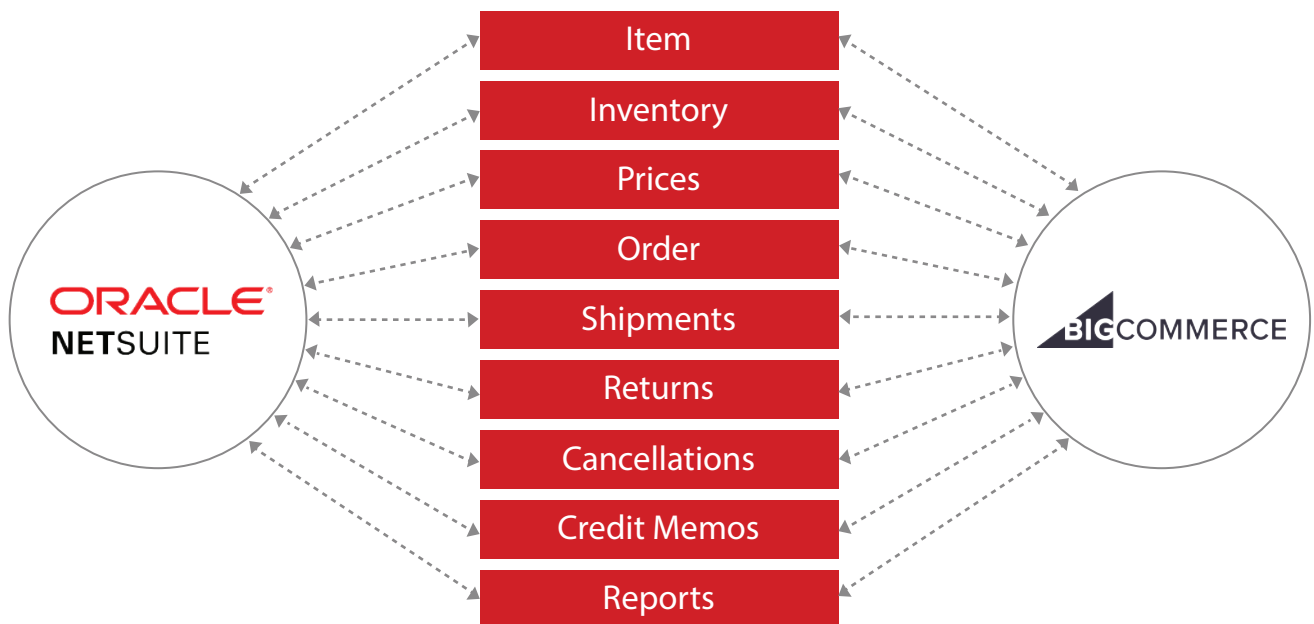 Item
Inventory
Prices
Order
Shipments
Returns
Cancellations
Credit Memos
Reports
ORACLE®
NETSUITE
BIGCOMMERCE